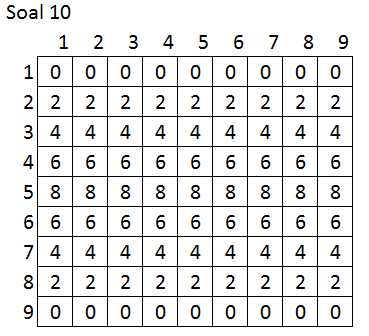 Soal 10
1 2 3 4 5 6 7 8 9
1 0 0 0 0 0 0 0 0 0
2 2 2 2 2 2 2 2 2 2
3 4 4 4 4 4 4 4 4 4
4 6 6 6 6 6 6 6 6 6
5 8 8 8 8 8 8 8 8 8
6 6 6 6 6 6 6 6 6 6
7 4 4 4 4 4 4 4 4 4
8 2 2 2 2 2 2 2 2 2
9 0 0 0 0 0 0 0 0 0